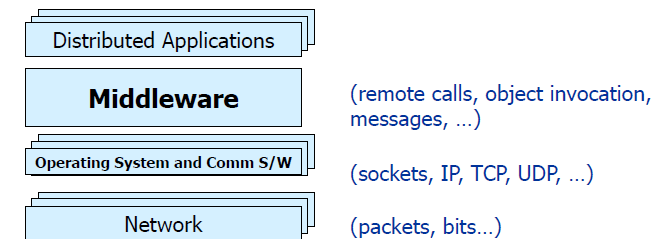 Distributed Applications
Middleware
(remote calls, object invocation,
messages, ...)
Operating System and Comm S/W
(sockets, IP, TCP, UDP, ...)
Network
(packets, bits...)